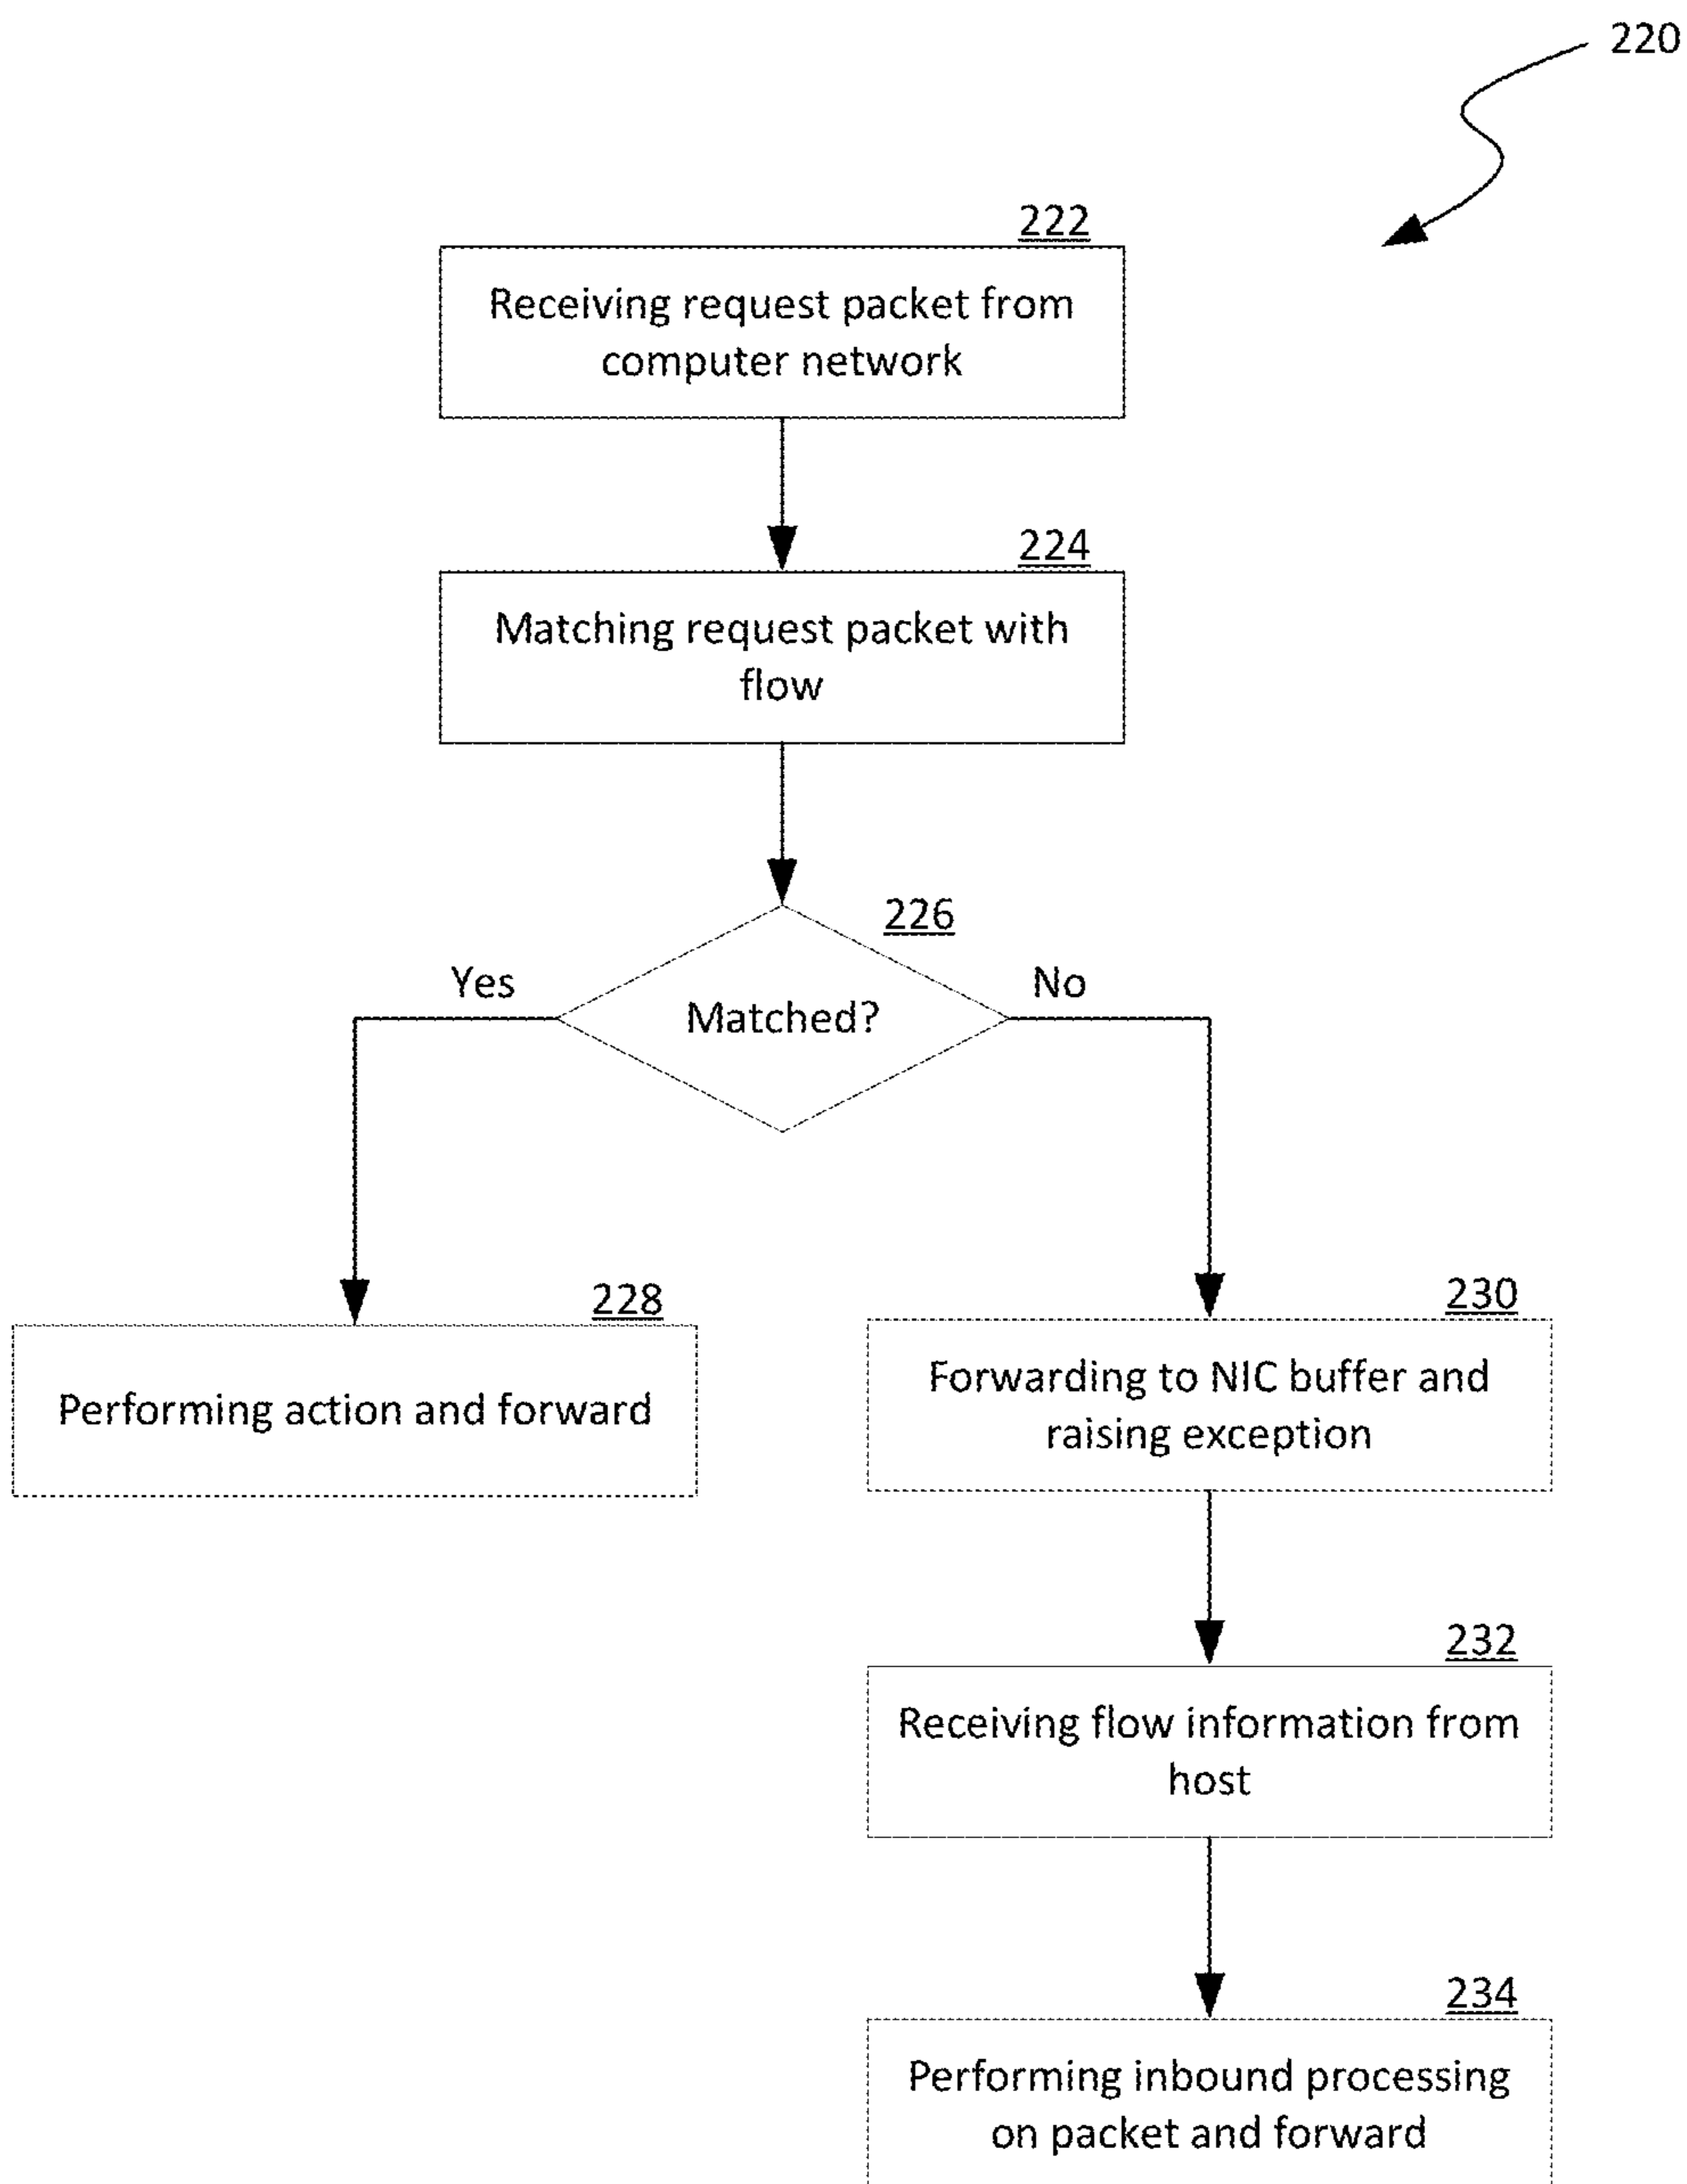 220
222
Receiving request packet from
computer network
224
Matching request packet with
flow
226
Yes
No
Matched?
228
Performing action and forward
230
Forwarding to NIC buffer and
raising exception
232
Receiving flow information from
host
234
Performing inbound processing
on packet and forward